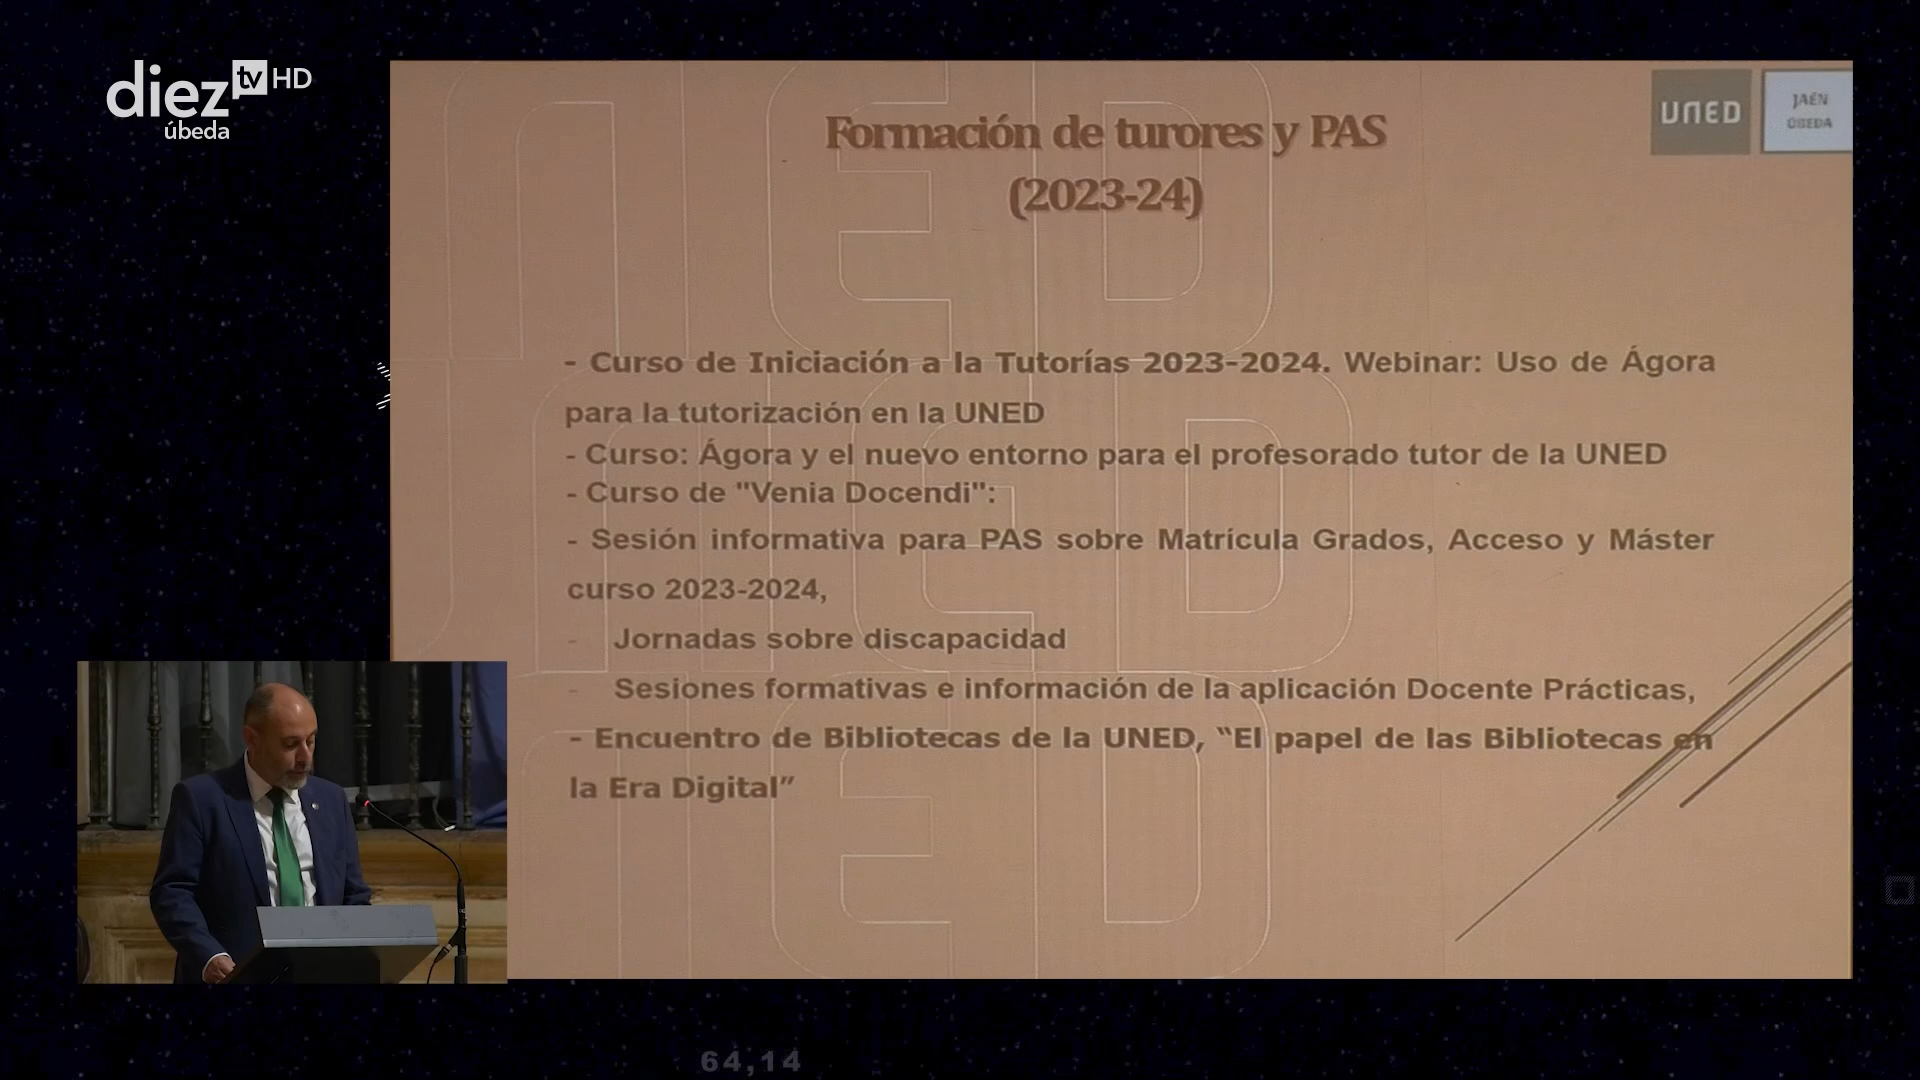 diez tv HD
úbeda
UNED
JAÉN
ÚBEDA
Formación de turores y PAS
(2023-24)
- Curso de Iniciación a la Tutorías 2023-2024. Webinar: Uso de Ágora
para la tutorización en la UNED
- Curso: Ágora y el nuevo entorno para el profesorado tutor de la UNED
- Curso de "Venia Docendi":
- Sesión informativa para PAS sobre Matrícula Grados, Acceso y Máster
curso 2023-2024,
- Jornadas sobre discapacidad
- Sesiones formativas e información de la aplicación Docente Prácticas,
- Encuentro de Bibliotecas de la UNED, “El papel de las Bibliotecas en
la Era Digital”
64,14